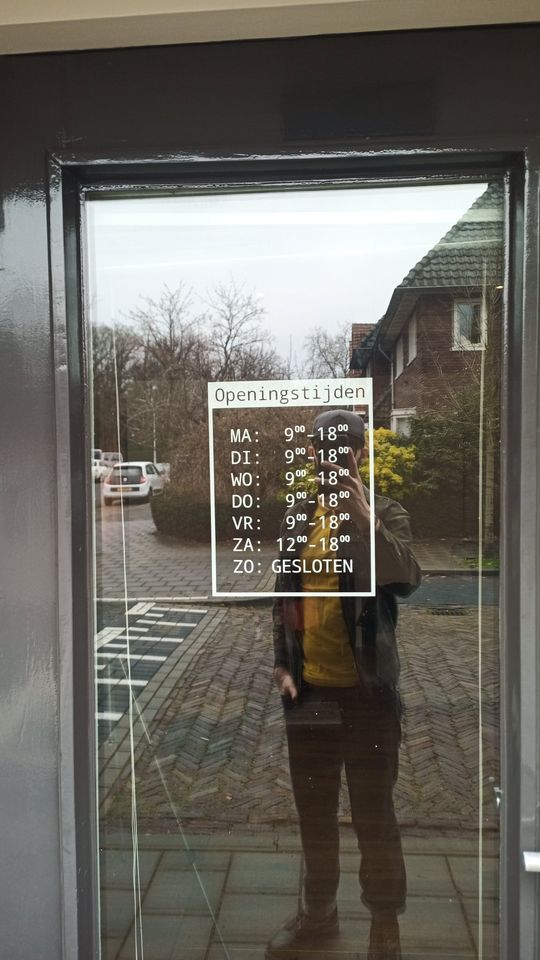 Openingstijden
MA: 9⁰⁰-18⁰⁰
DI: 9⁰⁰-18⁰⁰
WO: 9⁰⁰-18⁰⁰
DO: 9⁰⁰-18⁰⁰
VR: 9⁰⁰-18⁰⁰
ZA: 12⁰⁰-18⁰⁰
ZO: GESLOTEN